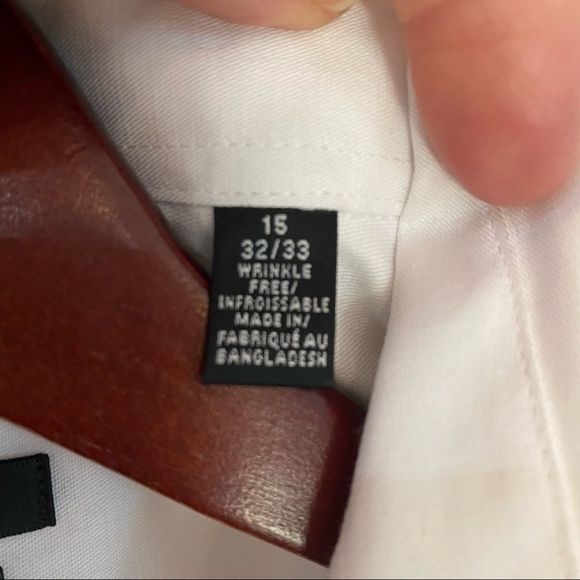 15
32/33
WRINKLE
FREE/
INFROISSABLE
MADE IN/
FABRIQUÉ AU
BANGLADESH